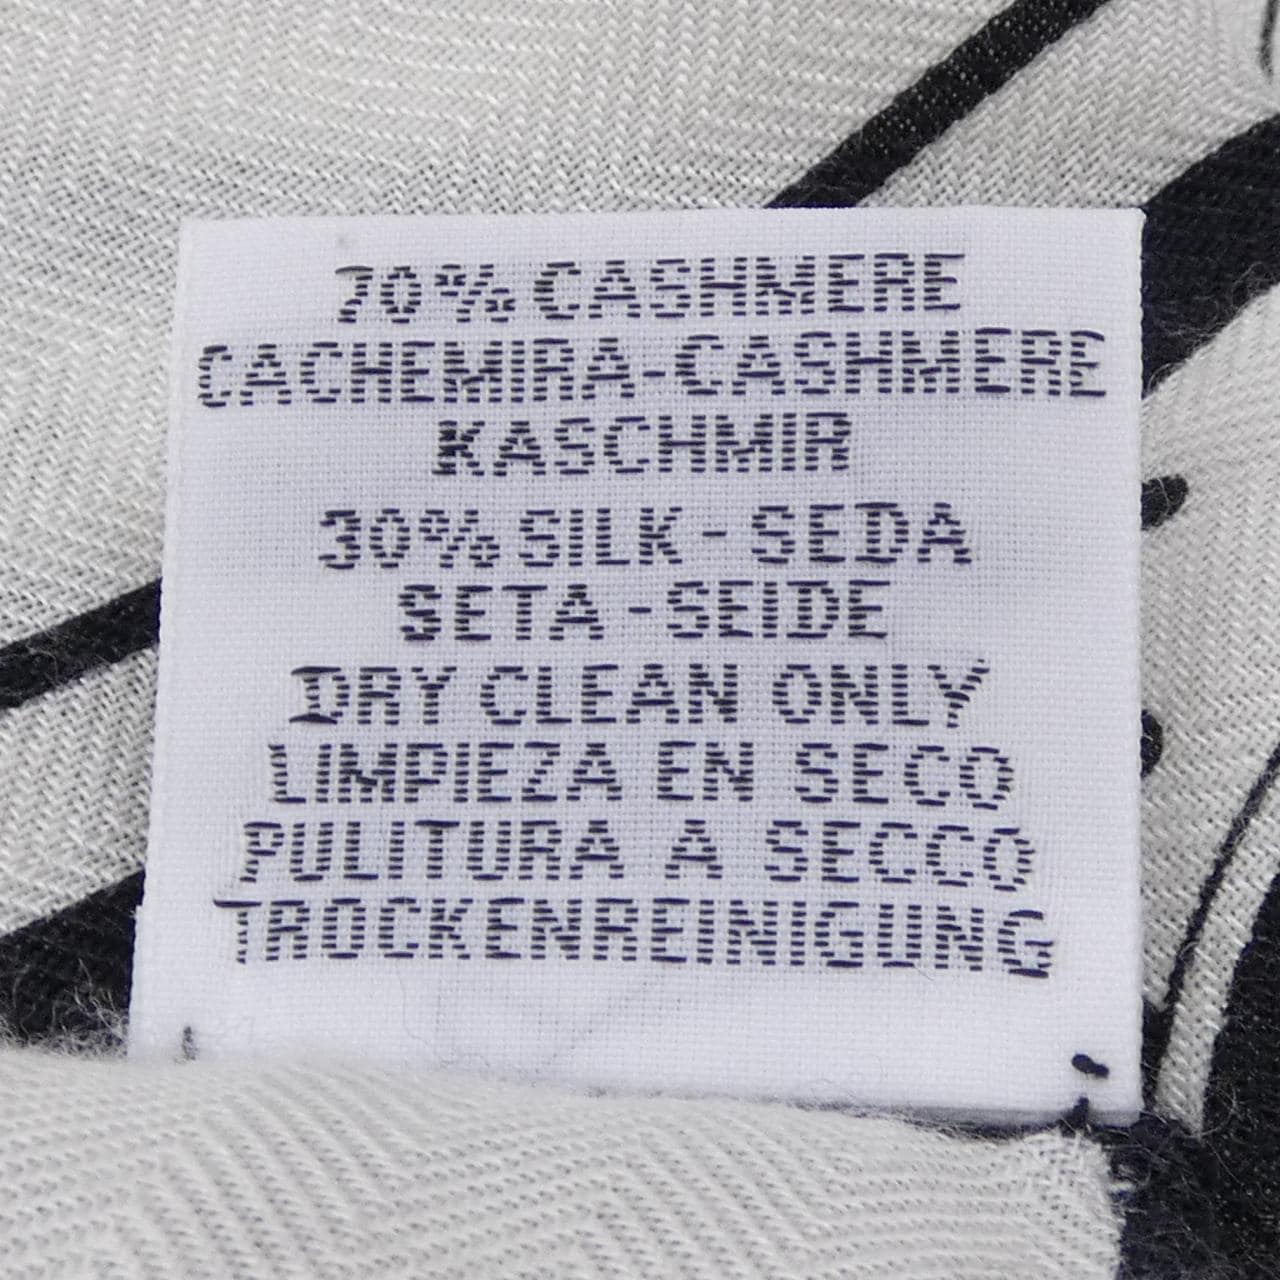 70% CASHMERE
CACHEMIRA-CASHMERE
KASCHMIR
30% SILK - SEDA
SETA - SEIDE
DRY CLEAN ONLY
LIMPIEZA EN SECO
PULITURA A SECCO
TROCKENREINIGUNG